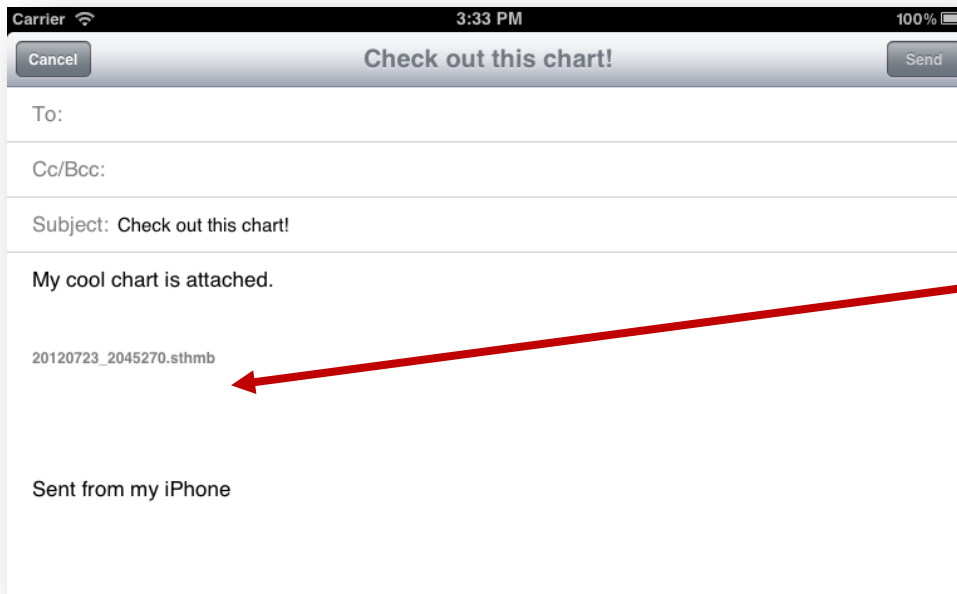 Carrier 3:33 PM 100%
Cancel Check out this chart! Send
To:
Cc/Bcc:
Subject: Check out this chart!
My cool chart is attached.
20120723_2045270.sthmb
Sent from my iPhone